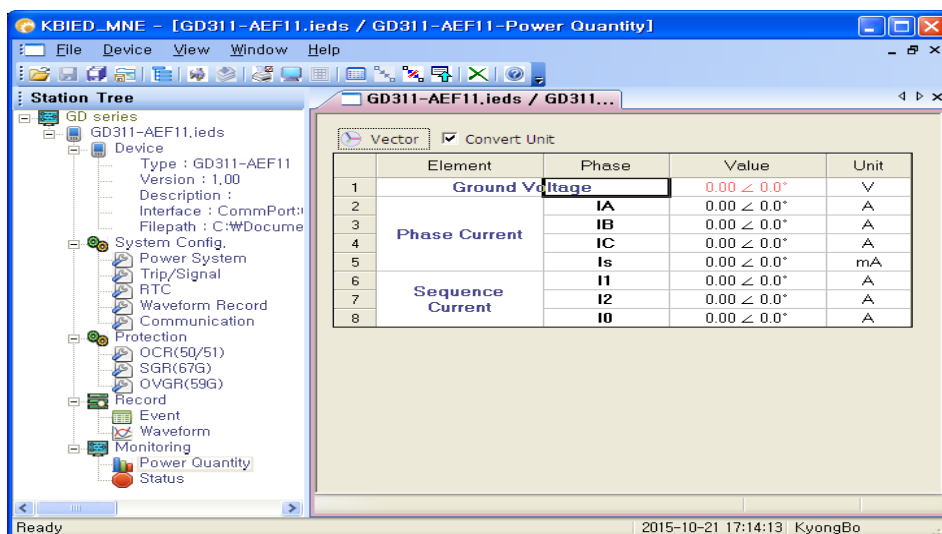 KBIED_MNE - [GD311-AEF11.ieds / GD311-AEF11-Power Quantity]
File Device View Window Help
Station Tree
GD311-AEF11.ieds / GD311...
GD series
GD311-AEF11.ieds
Device
Type : GD311-AEF11
Version : 1.00
Description :
Interface : CommPort:
Filepath : C:₩Docume
System Config.
Power System
Trip/Signal
RTC
Waveform Record
Communication
Protection
OCR(50/51)
SGR(67G)
OVGR(59G)
Record
Event
Waveform
Monitoring
Power Quantity
Status
Vector Convert Unit
Element Phase Value Unit
1 Ground Voltage 0.00 ∠ 0.0° V
2 IA 0.00 ∠ 0.0° A
3 IB 0.00 ∠ 0.0° A
Phase Current
4 IC 0.00 ∠ 0.0° A
5 Is 0.00 ∠ 0.0° mA
6 I1 0.00 ∠ 0.0° A
Sequence
7 I2 0.00 ∠ 0.0° A
Current
8 I0 0.00 ∠ 0.0° A
Ready 2015-10-21 17:14:13 KyongBo